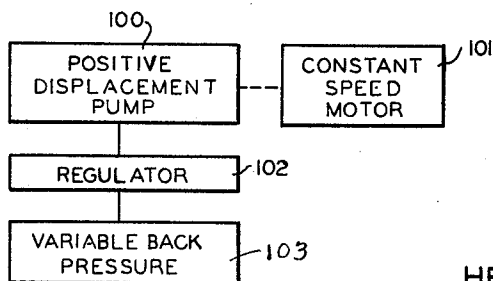 100
POSITIVE
DISPLACEMENT
PUMP
101
CONSTANT
SPEED
MOTOR
REGULATOR
102
VARIABLE BACK
PRESSURE
103